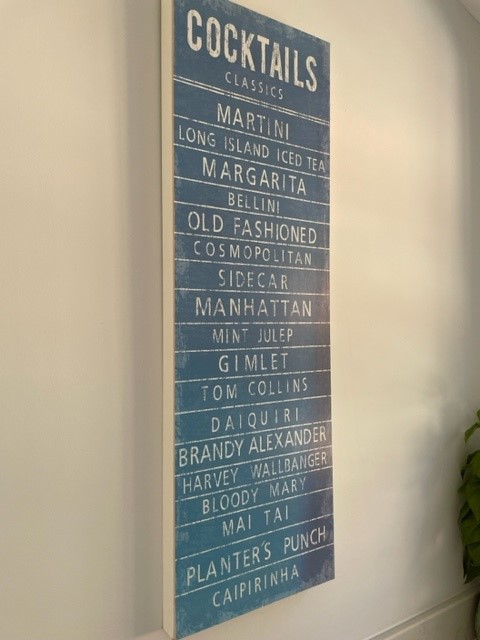 COCKTAILS
CLASSICS
MARTINI
LONG ISLAND ICED TEA
MARGARITA
BELLINI
OLD FASHIONED
COSMOPOLITAN
SIDECAR
MANHATTAN
MINT JULEP
GIMLET
TOM COLLINS
DAIQUIRI
BRANDY ALEXANDER
HARVEY WALLBANGER
BLOODY MARY
MAI TAI
PLANTER'S PUNCH
CAIPIRINHA